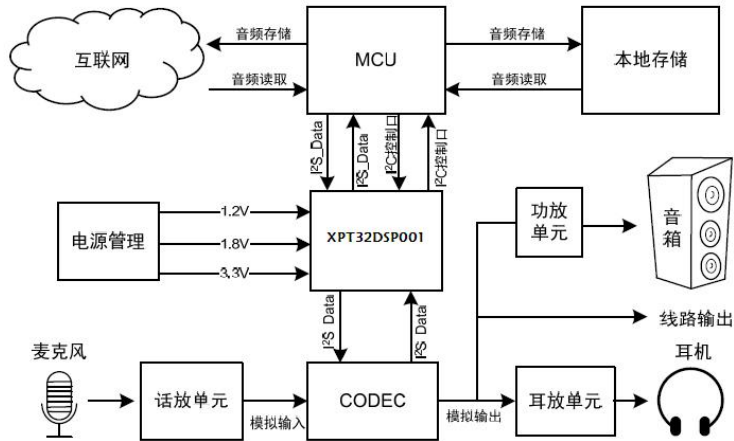 音频存储
音频存储
互联网
MCU
本地存储
音频读取
音频读取
I²S_Data
I²S_Data
I²C控制口
I²C控制口
电源管理
1.2V
1.8V
3.3V
XPT32DSP001
功放
单元
音
箱
I²S Data
I²S Data
线路输出
麦克风
耳机
话放单元
模拟输入
CODEC
模拟输出
耳放单元